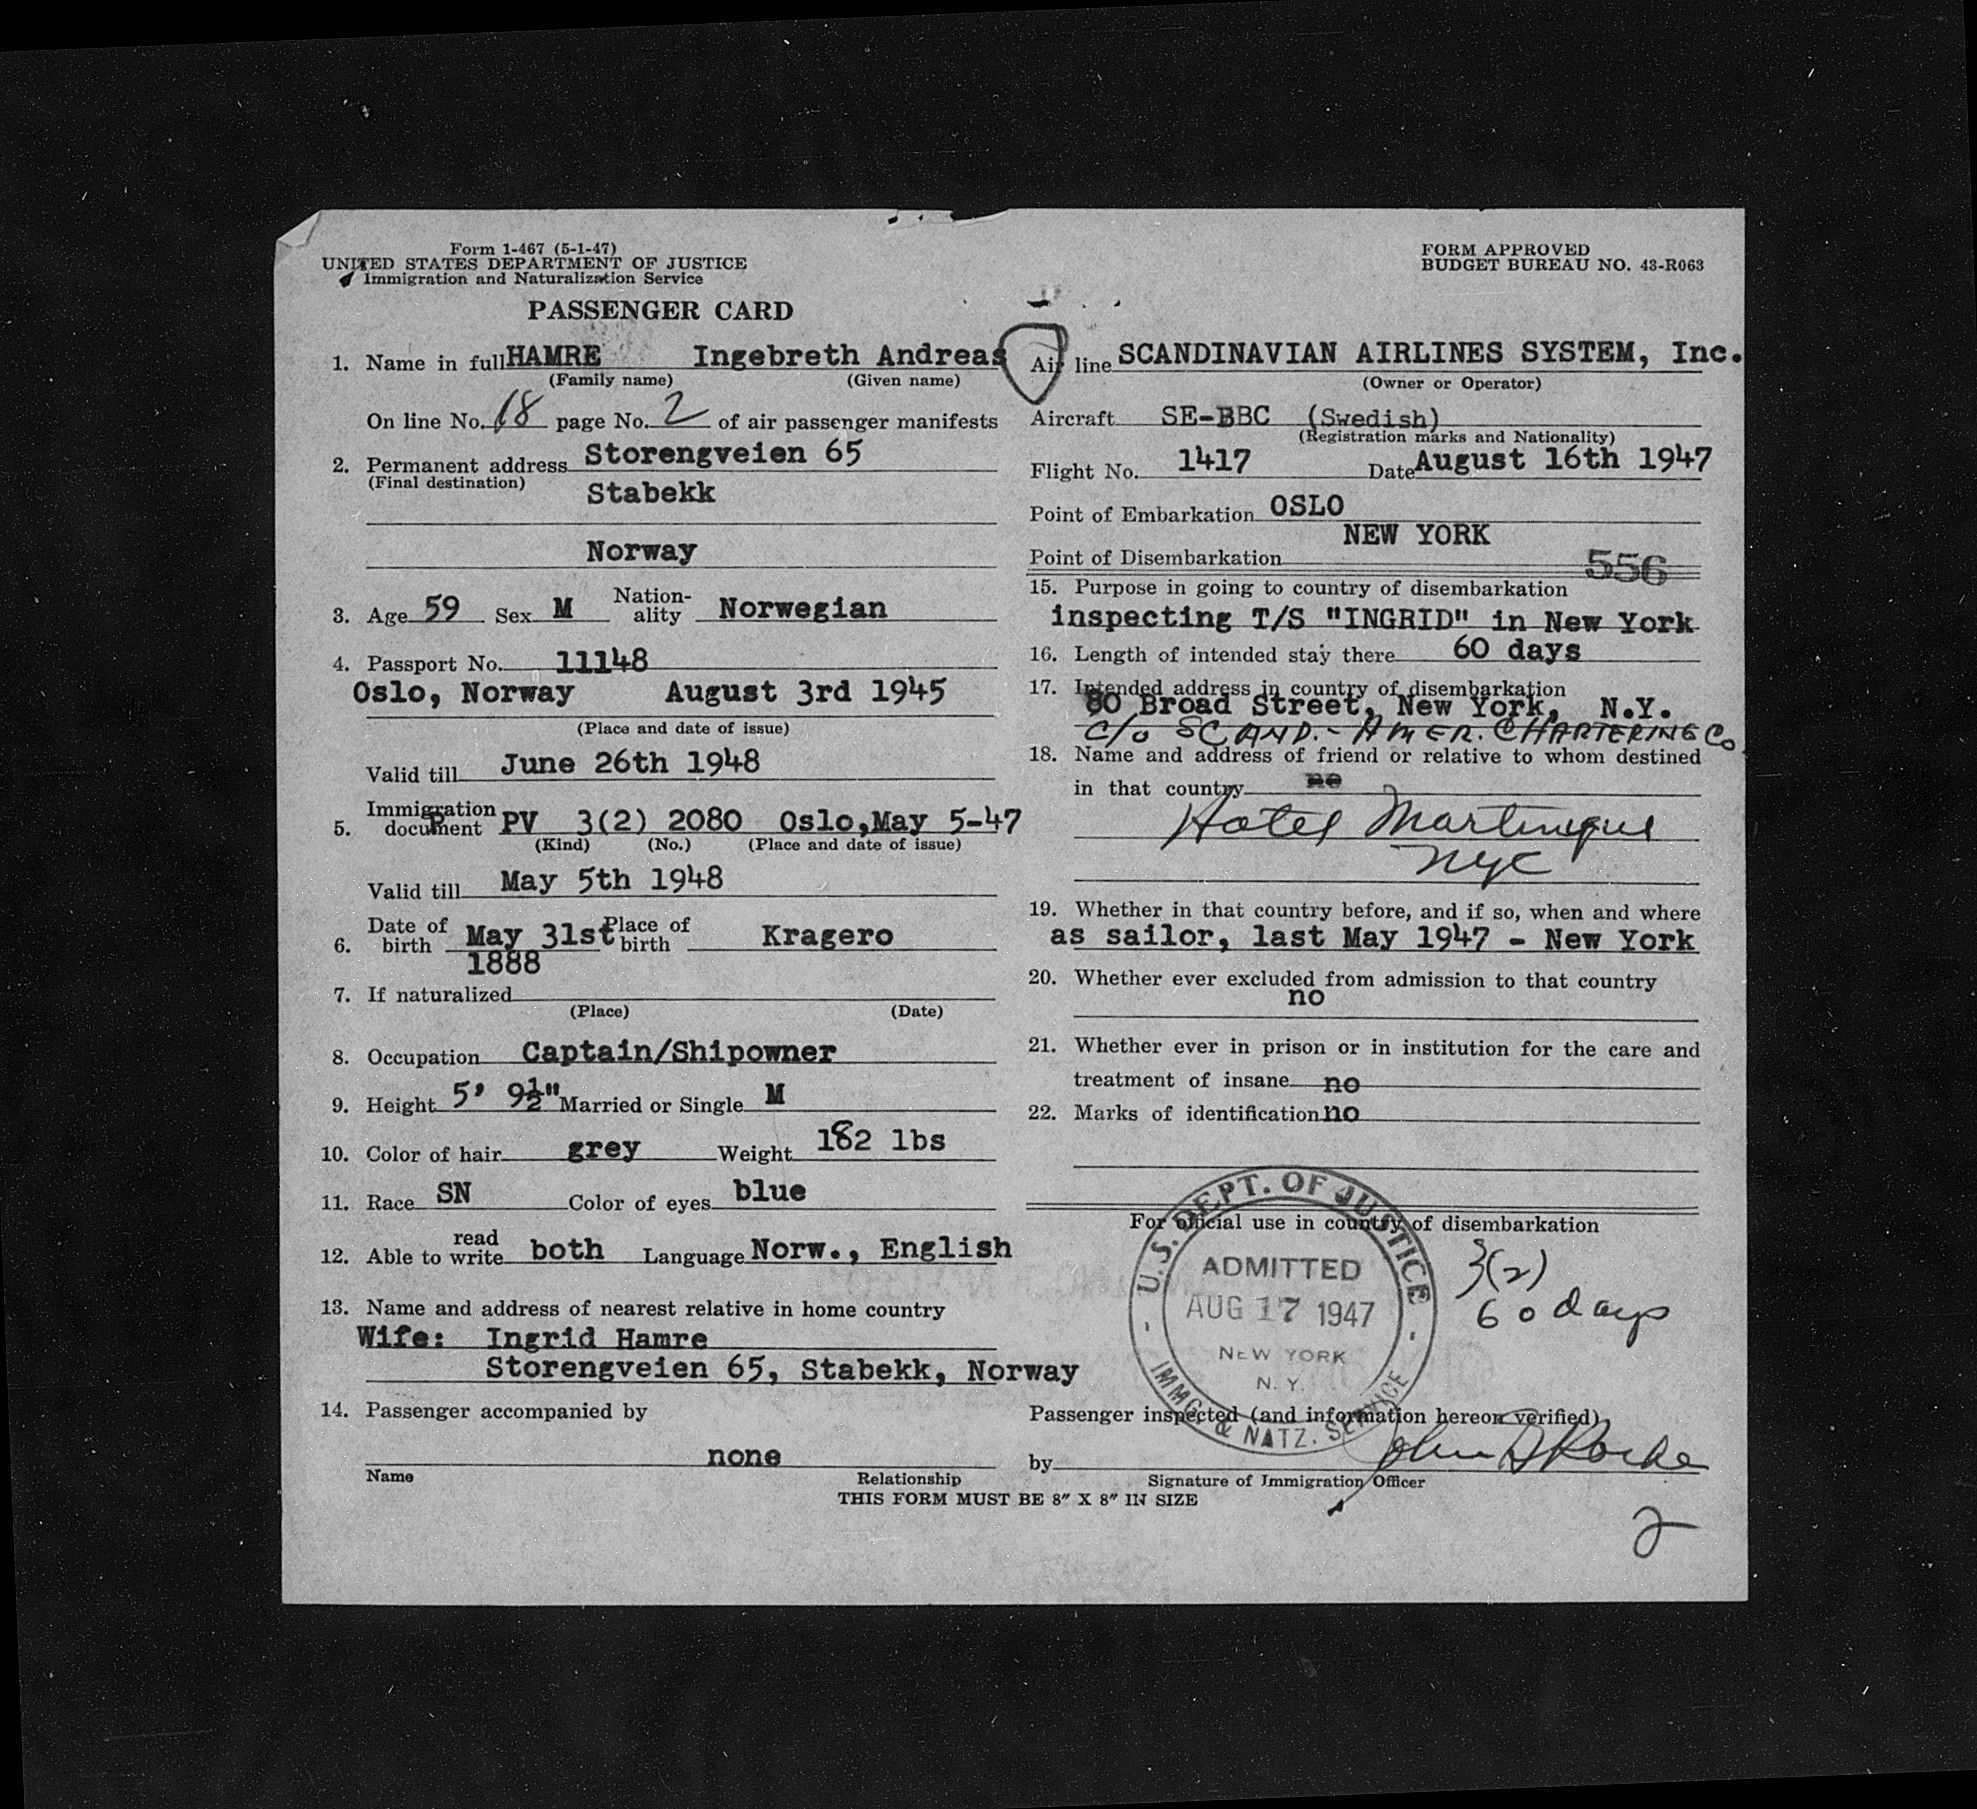 Form 1-467 (5-1-47)
UNITED STATES DEPARTMENT OF JUSTICE
Immigration and Naturalization Service
PASSENGER CARD
1. Name in full HAMRE Ingebreth Andreas
(Family name) (Given name)
On line No. 18 page No. 2 of air passenger manifests
2. Permanent address Storengveien 65
(Final destination)
Stabekk
Norway
3. Age 59 Sex M Nation-ality Norwegian
4. Passport No. 11148
Oslo, Norway August 3rd 1945
(Place and date of issue)
Valid till June 26th 1948
5. Immigration document PV 3(2) 2080 Oslo,May 5-47
(Kind) (No.) (Place and date of issue)
Valid till May 5th 1948
6. Date of birth May 31st Place of birth Kragero
1888
7. If naturalized
(Place) (Date)
8. Occupation Captain/Shipowner
9. Height 5' 9½" Married or Single M
10. Color of hair grey Weight 182 lbs
11. Race SN Color of eyes blue
12. Able to read write both Language Norw., English
13. Name and address of nearest relative in home country
Wife: Ingrid Hamre
Storengveien 65, Stabekk, Norway
14. Passenger accompanied by
none
Name Relationship
THIS FORM MUST BE 8" X 8" IN SIZE
FORM APPROVED
BUDGET BUREAU NO. 43-R063
Air line SCANDINAVIAN AIRLINES SYSTEM, Inc.
(Owner or Operator)
Aircraft SE-BBC (Swedish)
(Registration marks and Nationality)
Flight No. 1417 Date August 16th 1947
Point of Embarkation OSLO
Point of Disembarkation NEW YORK
556
15. Purpose in going to country of disembarkation
inspecting T/S "INGRID" in New York
16. Length of intended stay there 60 days
17. Intended address in country of disembarkation
80 Broad Street, New York, N.Y.
c/o SCAND.-AMER. CHARTERING Co
18. Name and address of friend or relative to whom destined
in that country no
Hotel Martinique
NYC
19. Whether in that country before, and if so, when and where
as sailor, last May 1947 - New York
20. Whether ever excluded from admission to that country
no
21. Whether ever in prison or in institution for the care and
treatment of insane no
22. Marks of identification no
For official use in country of disembarkation
U.S. DEPT. OF JUSTICE
ADMITTED
AUG 17 1947
NEW YORK
N. Y.
IMMG. & NATZ. SERVICE
3(2)
60 days
Passenger inspected (and information hereon verified)
by
Signature of Immigration Officer
2